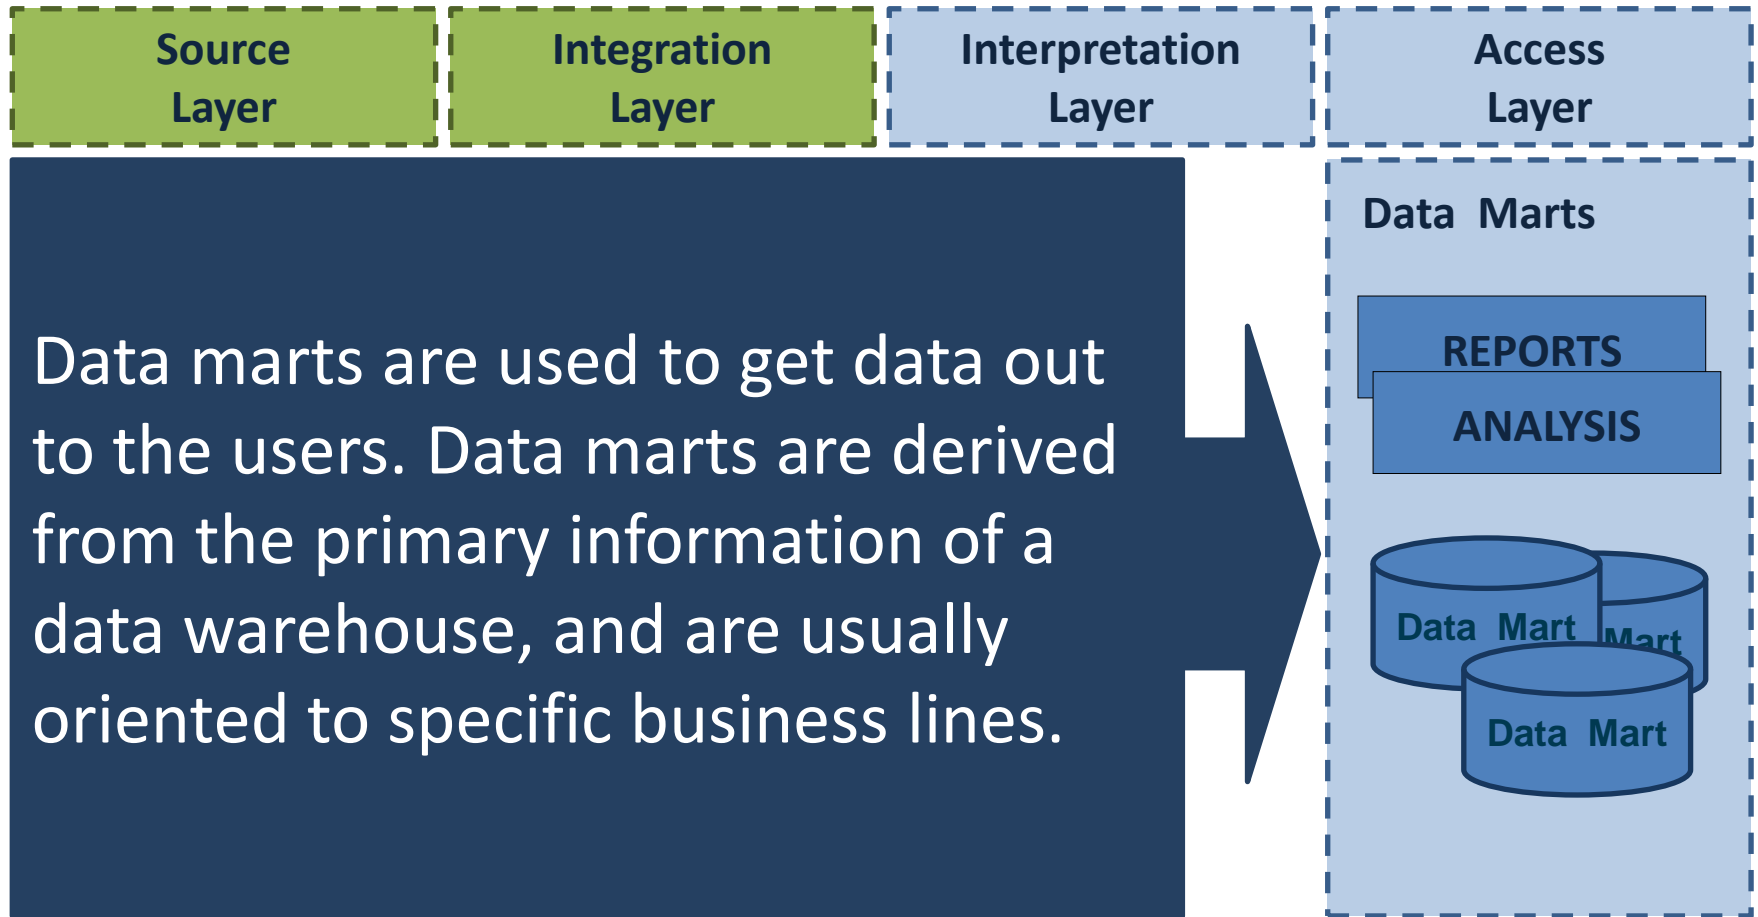 Source
Layer
Integration
Layer
Interpretation
Layer
Access
Layer
Data marts are used to get data out
to the users. Data marts are derived
from the primary information of a
data warehouse, and are usually
oriented to specific business lines.
Data Marts
REPORTS
ANALYSIS
Data Mart
Mart
Data Mart